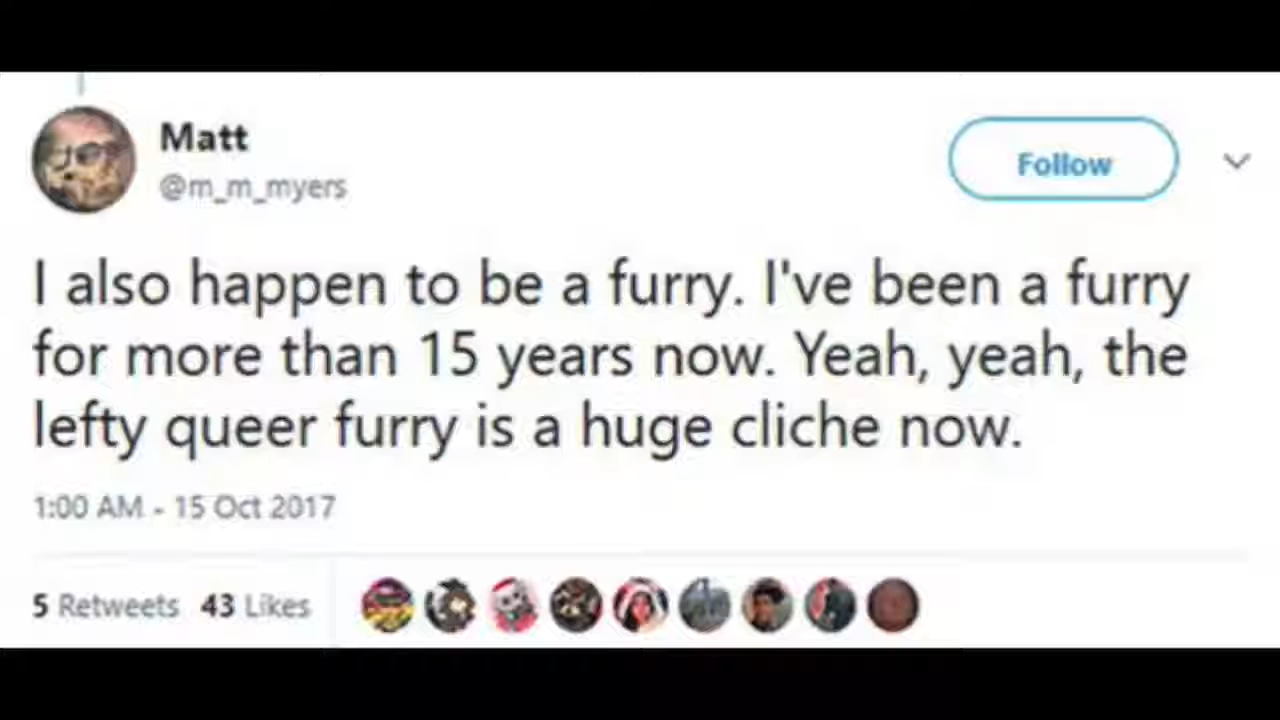 Matt
@m_m_myers
Follow
I also happen to be a furry. I've been a furry
for more than 15 years now. Yeah, yeah, the
lefty queer furry is a huge cliche now.
1:00 AM - 15 Oct 2017
5 Retweets 43 Likes